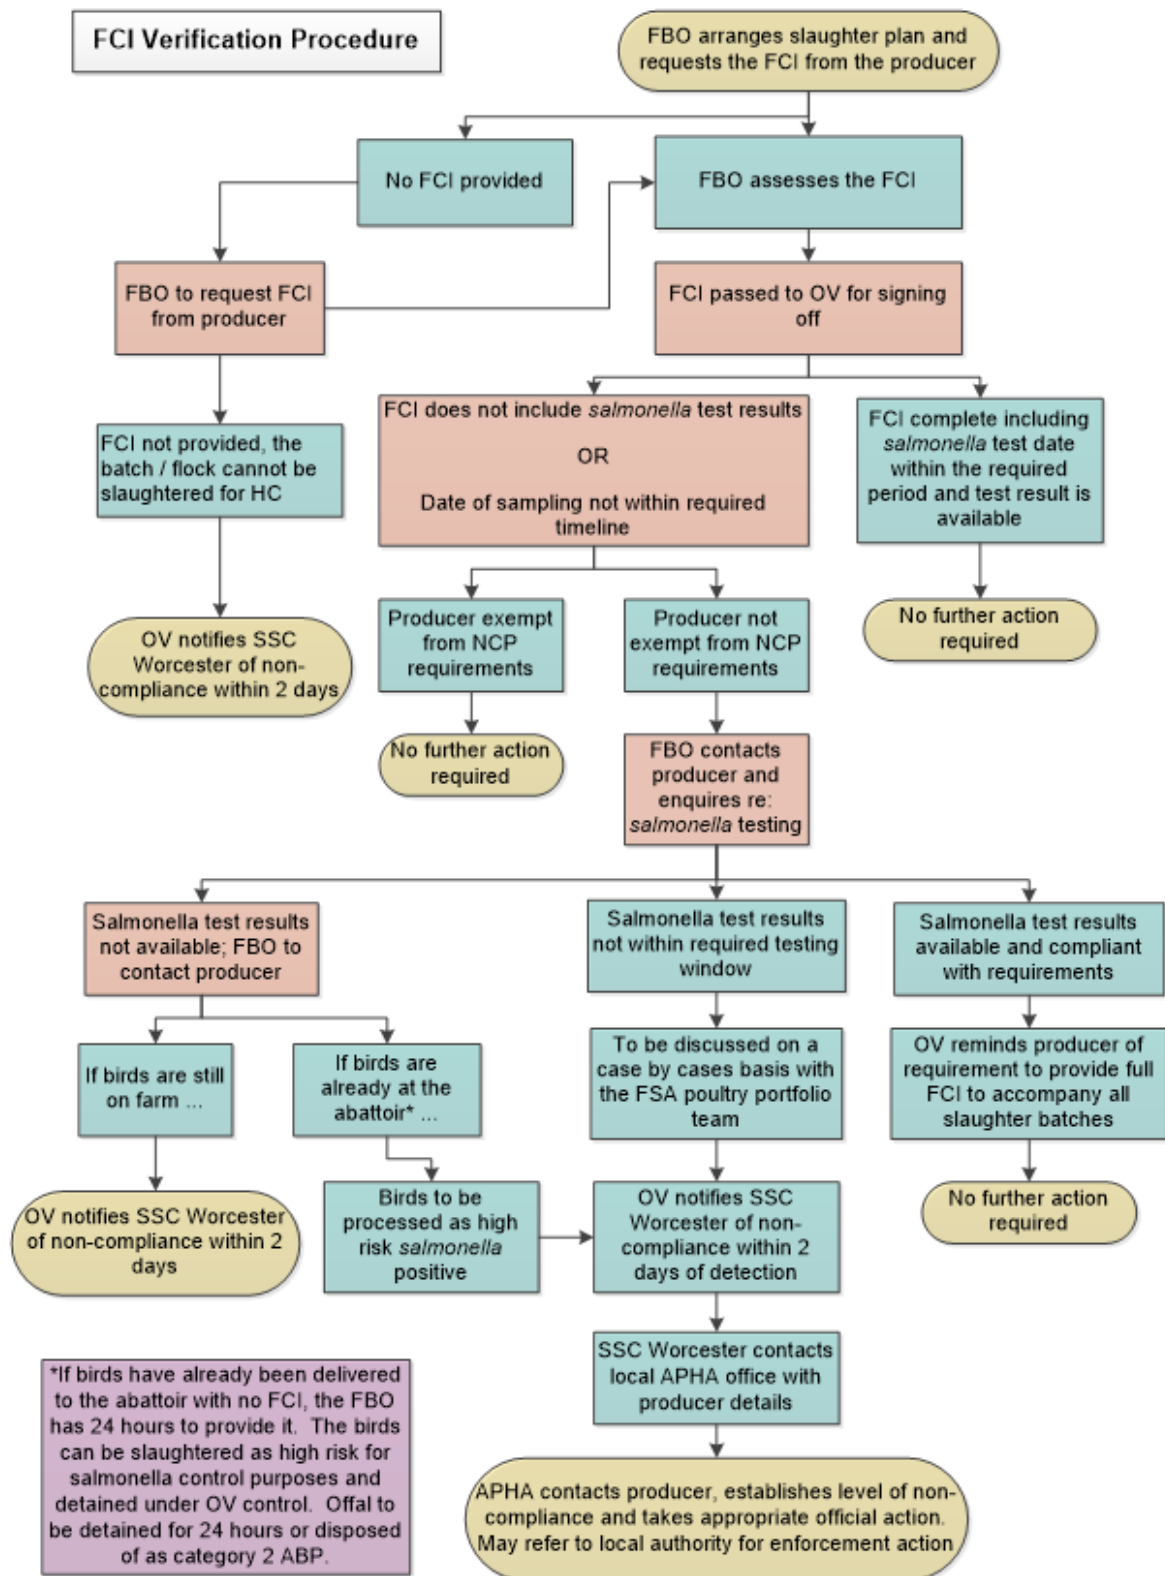 FCI Verification Procedure
FBO arranges slaughter plan and
requests the FCI from the producer
No FCI provided
FBO assesses the FCI
FBO to request FCI
from producer
FCI passed to OV for signing
off
FCI does not include salmonella test results
OR
Date of sampling not within required
timeline
FCI complete including
salmonella test date
within the required
period and test result is
available
FCI not provided, the
batch / flock cannot be
slaughtered for HC
Producer exempt
from NCP
requirements
Producer not
exempt from NCP
requirements
No further action
required
OV notifies SSC
Worcester of non-
compliance within 2 days
No further action
required
FBO contacts
producer and
enquires re:
salmonella testing
Salmonella test results
not available; FBO to
contact producer
Salmonella test results
not within required testing
window
Salmonella test results
available and compliant
with requirements
If birds are still
on farm ...
If birds are
already at the
abattoir* ...
To be discussed on a
case by cases basis with
the FSA poultry portfolio
team
OV reminds producer of
requirement to provide full
FCI to accompany all
slaughter batches
OV notifies SSC Worcester
of non-compliance within 2
days
Birds to be
processed as high
risk salmonella
positive
OV notifies SSC
Worcester of non-
compliance within 2
days of detection
No further action
required
SSC Worcester contacts
local APHA office with
producer details
*If birds have already been delivered
to the abattoir with no FCI, the FBO
has 24 hours to provide it. The birds
can be slaughtered as high risk for
salmonella control purposes and
detained under OV control. Offal to
be detained for 24 hours or disposed
of as category 2 ABP.
APHA contacts producer, establishes level of non-
compliance and takes appropriate official action.
May refer to local authority for enforcement action